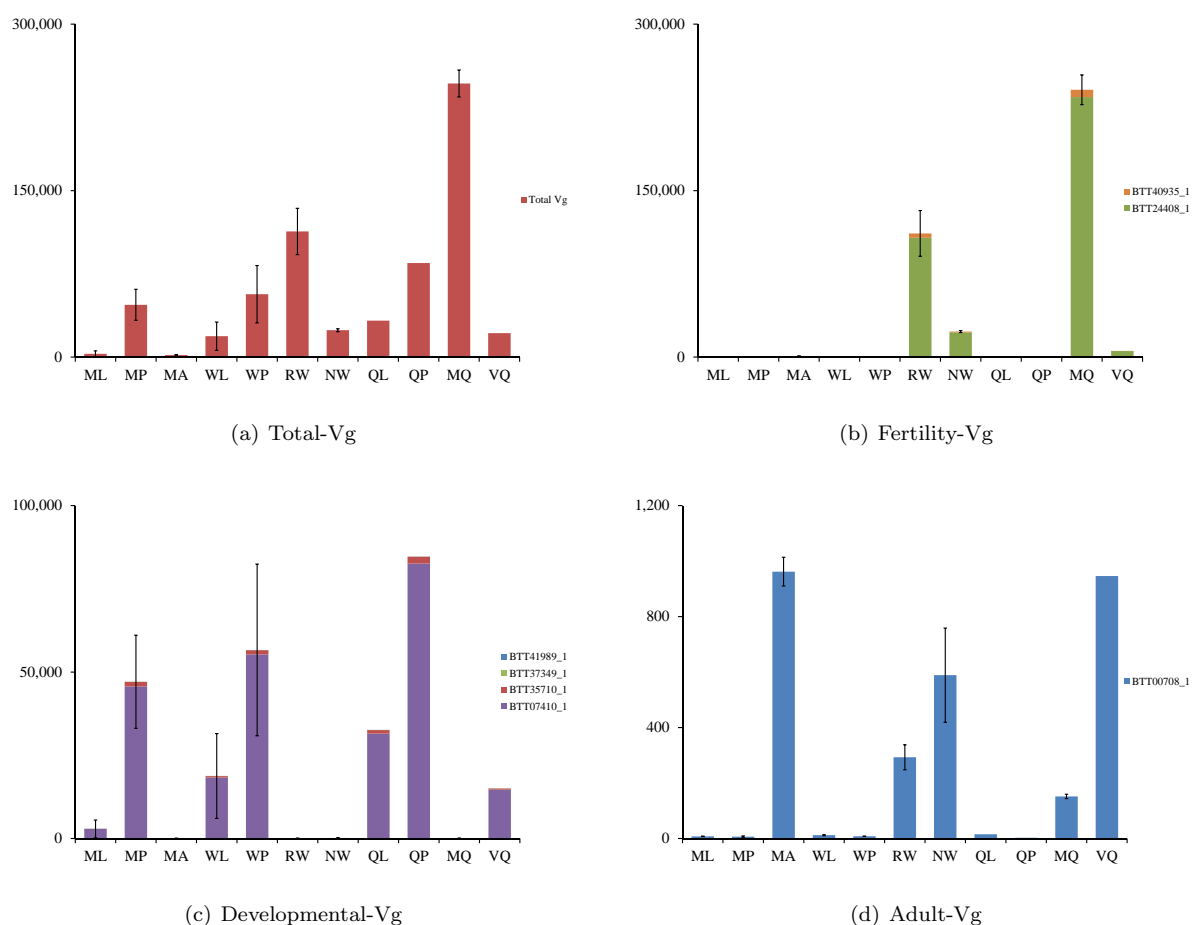 300,000
150,000
0
ML MP MA WL WP RW NW QL QP MQ VQ
Total Vg
(a) Total-Vg
300,000
150,000
0
ML MP MA WL WP RW NW QL QP MQ VQ
BTT40935_1
BTT24408_1
(b) Fertility-Vg
100,000
50,000
0
ML MP MA WL WP RW NW QL QP MQ VQ
BTT41989_1
BTT37349_1
BTT35710_1
BTT07410_1
(c) Developmental-Vg
1,200
800
400
0
ML MP MA WL WP RW NW QL QP MQ VQ
BTT00708_1
(d) Adult-Vg